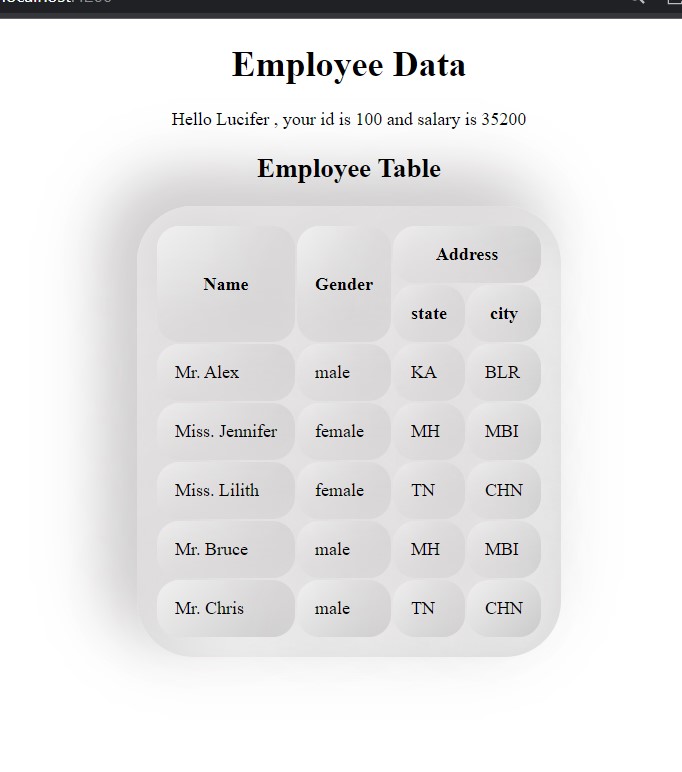 Employee Data
Hello Lucifer , your id is 100 and salary is 35200
Employee Table
Name Gender Address
state city
Mr. Alex male KA BLR
Miss. Jennifer female MH MBI
Miss. Lilith female TN CHN
Mr. Bruce male MH MBI
Mr. Chris male TN CHN